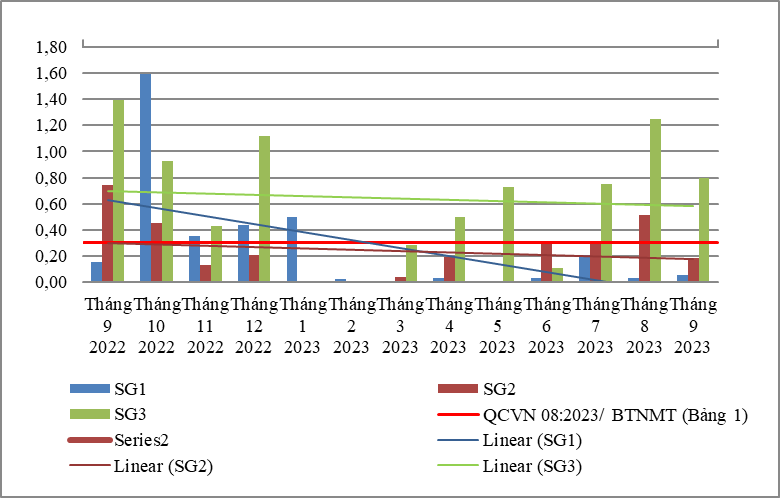 1,80
1,60
1,40
1,20
1,00
0,80
0,60
0,40
0,20
0,00
Tháng Tháng Tháng Tháng Tháng Tháng Tháng Tháng Tháng Tháng Tháng Tháng Tháng
9 10 11 12 1 2 3 4 5 6 7 8 9
2022 2022 2022 2022 2023 2023 2023 2023 2023 2023 2023 2023 2023
SG1 SG2
SG3 QCVN 08:2023/ BTNMT (Bảng 1)
Series2 Linear (SG1)
Linear (SG2) Linear (SG3)